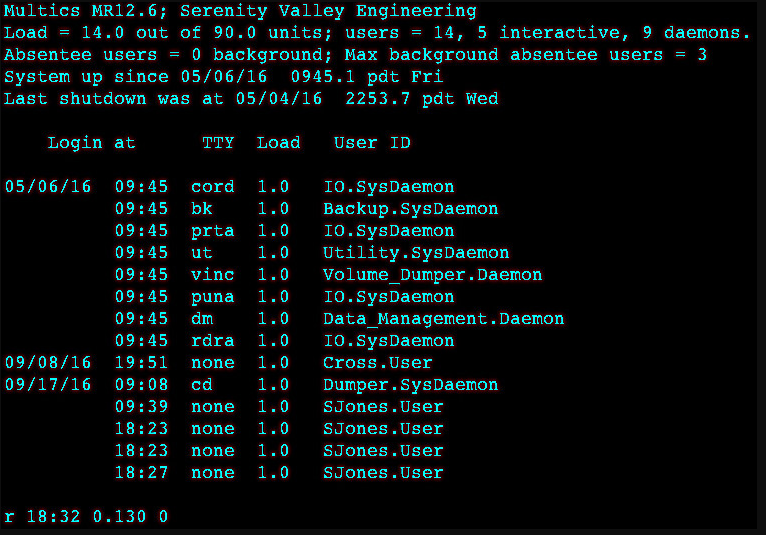 Multics MR12.6; Serenity Valley Engineering
Load = 14.0 out of 90.0 units; users = 14, 5 interactive, 9 daemons.
Absentee users = 0 background; Max background absentee users = 3
System up since 05/06/16  0945.1 pdt Fri
Last shutdown was at 05/04/16  2253.7 pdt Wed
    Login at      TTY  Load   User ID
05/06/16  09:45  cord  1.0   IO.SysDaemon
          09:45  bk    1.0   Backup.SysDaemon
          09:45  prta  1.0   IO.SysDaemon
          09:45  ut    1.0   Utility.SysDaemon
          09:45  vinc  1.0   Volume_Dumper.Daemon
          09:45  puna  1.0   IO.SysDaemon
          09:45  dm    1.0   Data_Management.Daemon
          09:45  rdra  1.0   IO.SysDaemon
09/08/16  19:51  none  1.0   Cross.User
09/17/16  09:08  cd    1.0   Dumper.SysDaemon
          09:39  none  1.0   SJones.User
          18:23  none  1.0   SJones.User
          18:23  none  1.0   SJones.User
          18:27  none  1.0   SJones.User
r 18:32 0.130 0